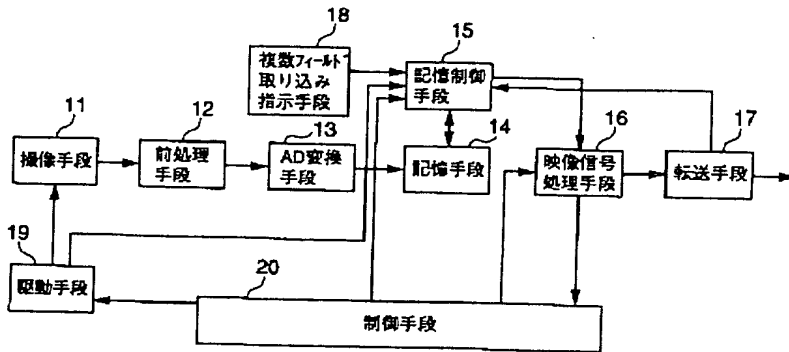 18
複数フィールド
取り込み
指示手段
15
記憶制御
手段
11
撮像手段
12
前処理
手段
13
AD変換
手段
14
記憶手段
16
映像信号
処理手段
17
転送手段
19
駆動手段
20
制御手段